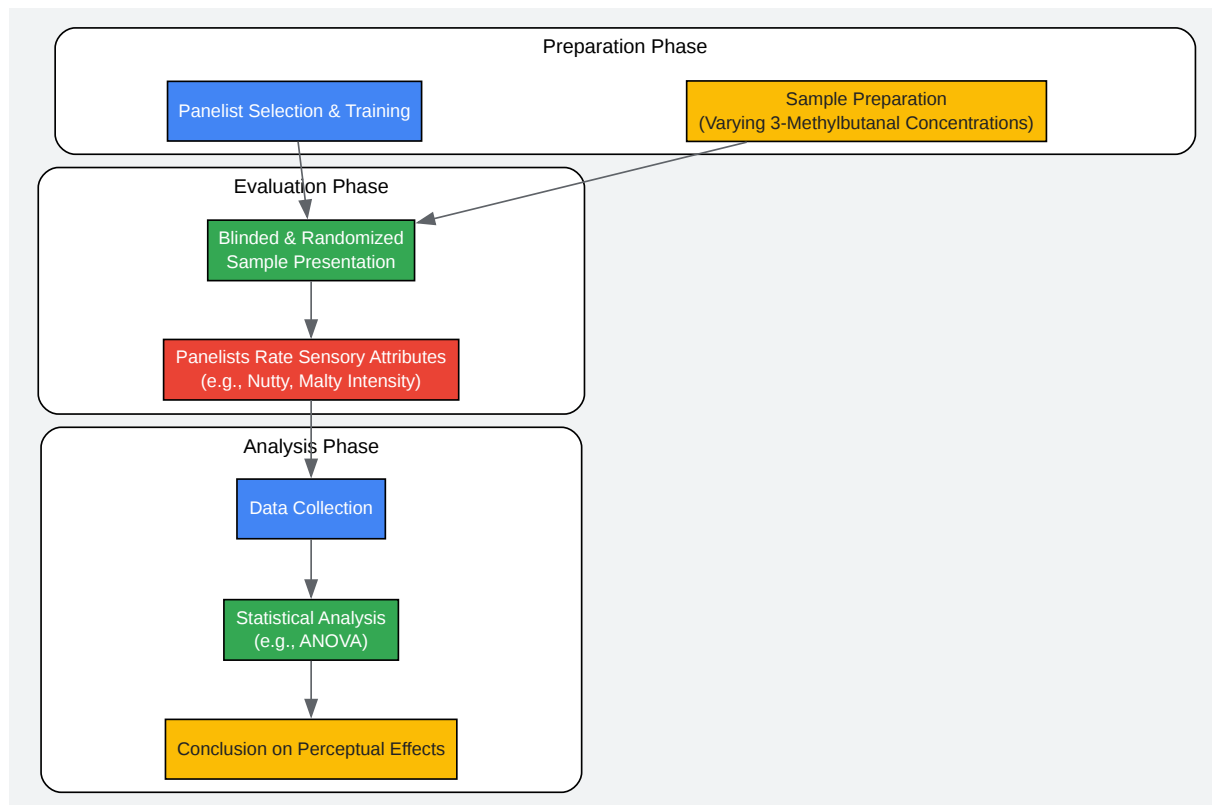 Preparation Phase
Panelist Selection & Training
Sample Preparation
(Varying 3-Methylbutanal Concentrations)
Evaluation Phase
Blinded & Randomized
Sample Presentation
Panelists Rate Sensory Attributes
(e.g., Nutty, Malty Intensity)
Analysis Phase
Data Collection
Statistical Analysis
(e.g., ANOVA)
Conclusion on Perceptual Effects